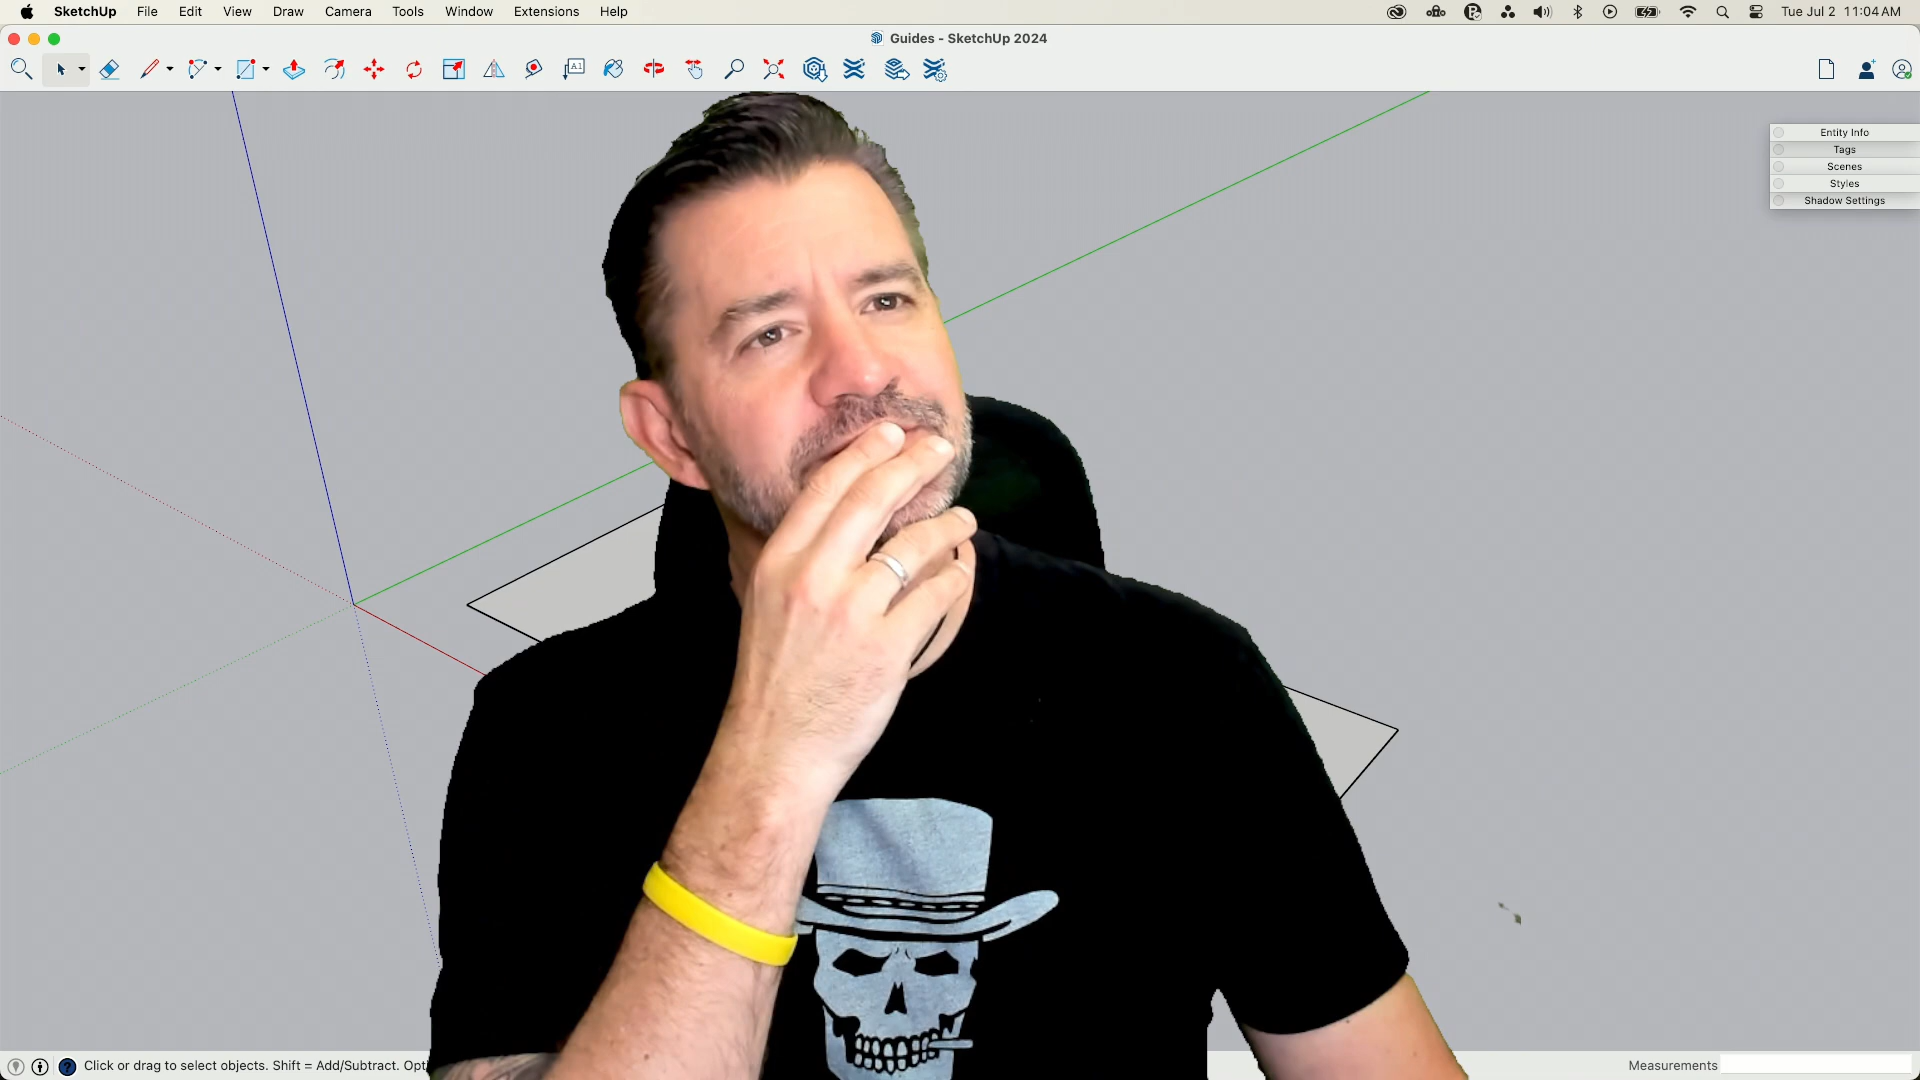 SketchUp File Edit View Draw Camera Tools Window Extensions Help Tue Jul 2 11:04 AM
Guides - SketchUp 2024
A1
Entity Info
Tags
Scenes
Styles
Shadow Settings
Click or drag to select objects. Shift = Add/Subtract. Opt
Measurements